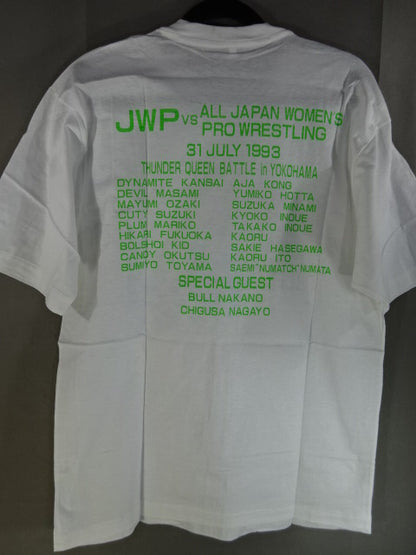 JWP vs ALL JAPAN WOMEN'S PRO WRESTLING
31 JULY 1993
THUNDER QUEEN BATTLE in YOKOHAMA
DYNAMITE KANSAI AJA KONG
DEVIL MASAMI YUMIKO HOTTA
MAYUMI OZAKI SUZUKA MINAMI
CUTY SUZUKI KYOKO INOUE
PLUM MARIKO TAKAKO INOUE
HIKARI FUKUOKA KAORU
BOLSHOI KID SAKIE HASEGAWA
CANDY OKUTSU KAORU ITO
SUMIYO TOYAMA SAEMI "NUMATCH" NUMATA
SPECIAL GUEST
BULL NAKANO
CHIGUSA NAGAYO